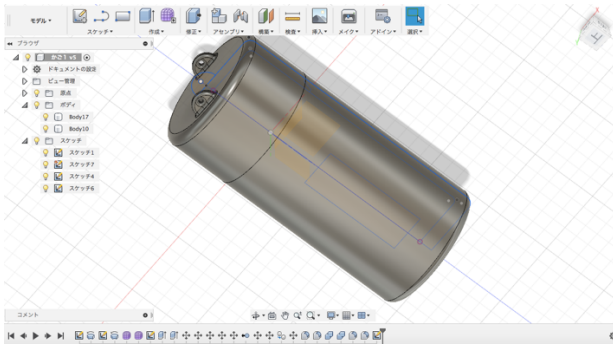 モデル
スケッチ 作成 修正 アセンブリ 構築 検査 挿入 メイク アドイン 選択
ブラウザ
かご1 v5
ドキュメントの設定
ビュー管理
原点
ボディ
Body17
Body10
スケッチ
スケッチ1
スケッチ7
スケッチ4
スケッチ6
コメント